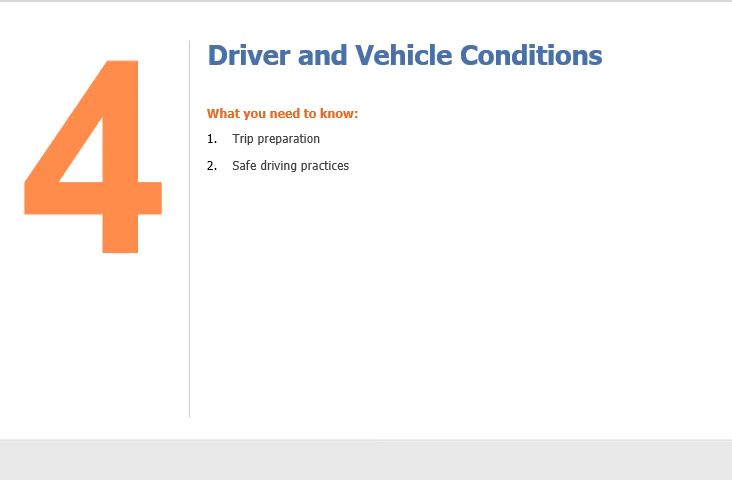 4
Driver and Vehicle Conditions
What you need to know:
1. Trip preparation
2. Safe driving practices